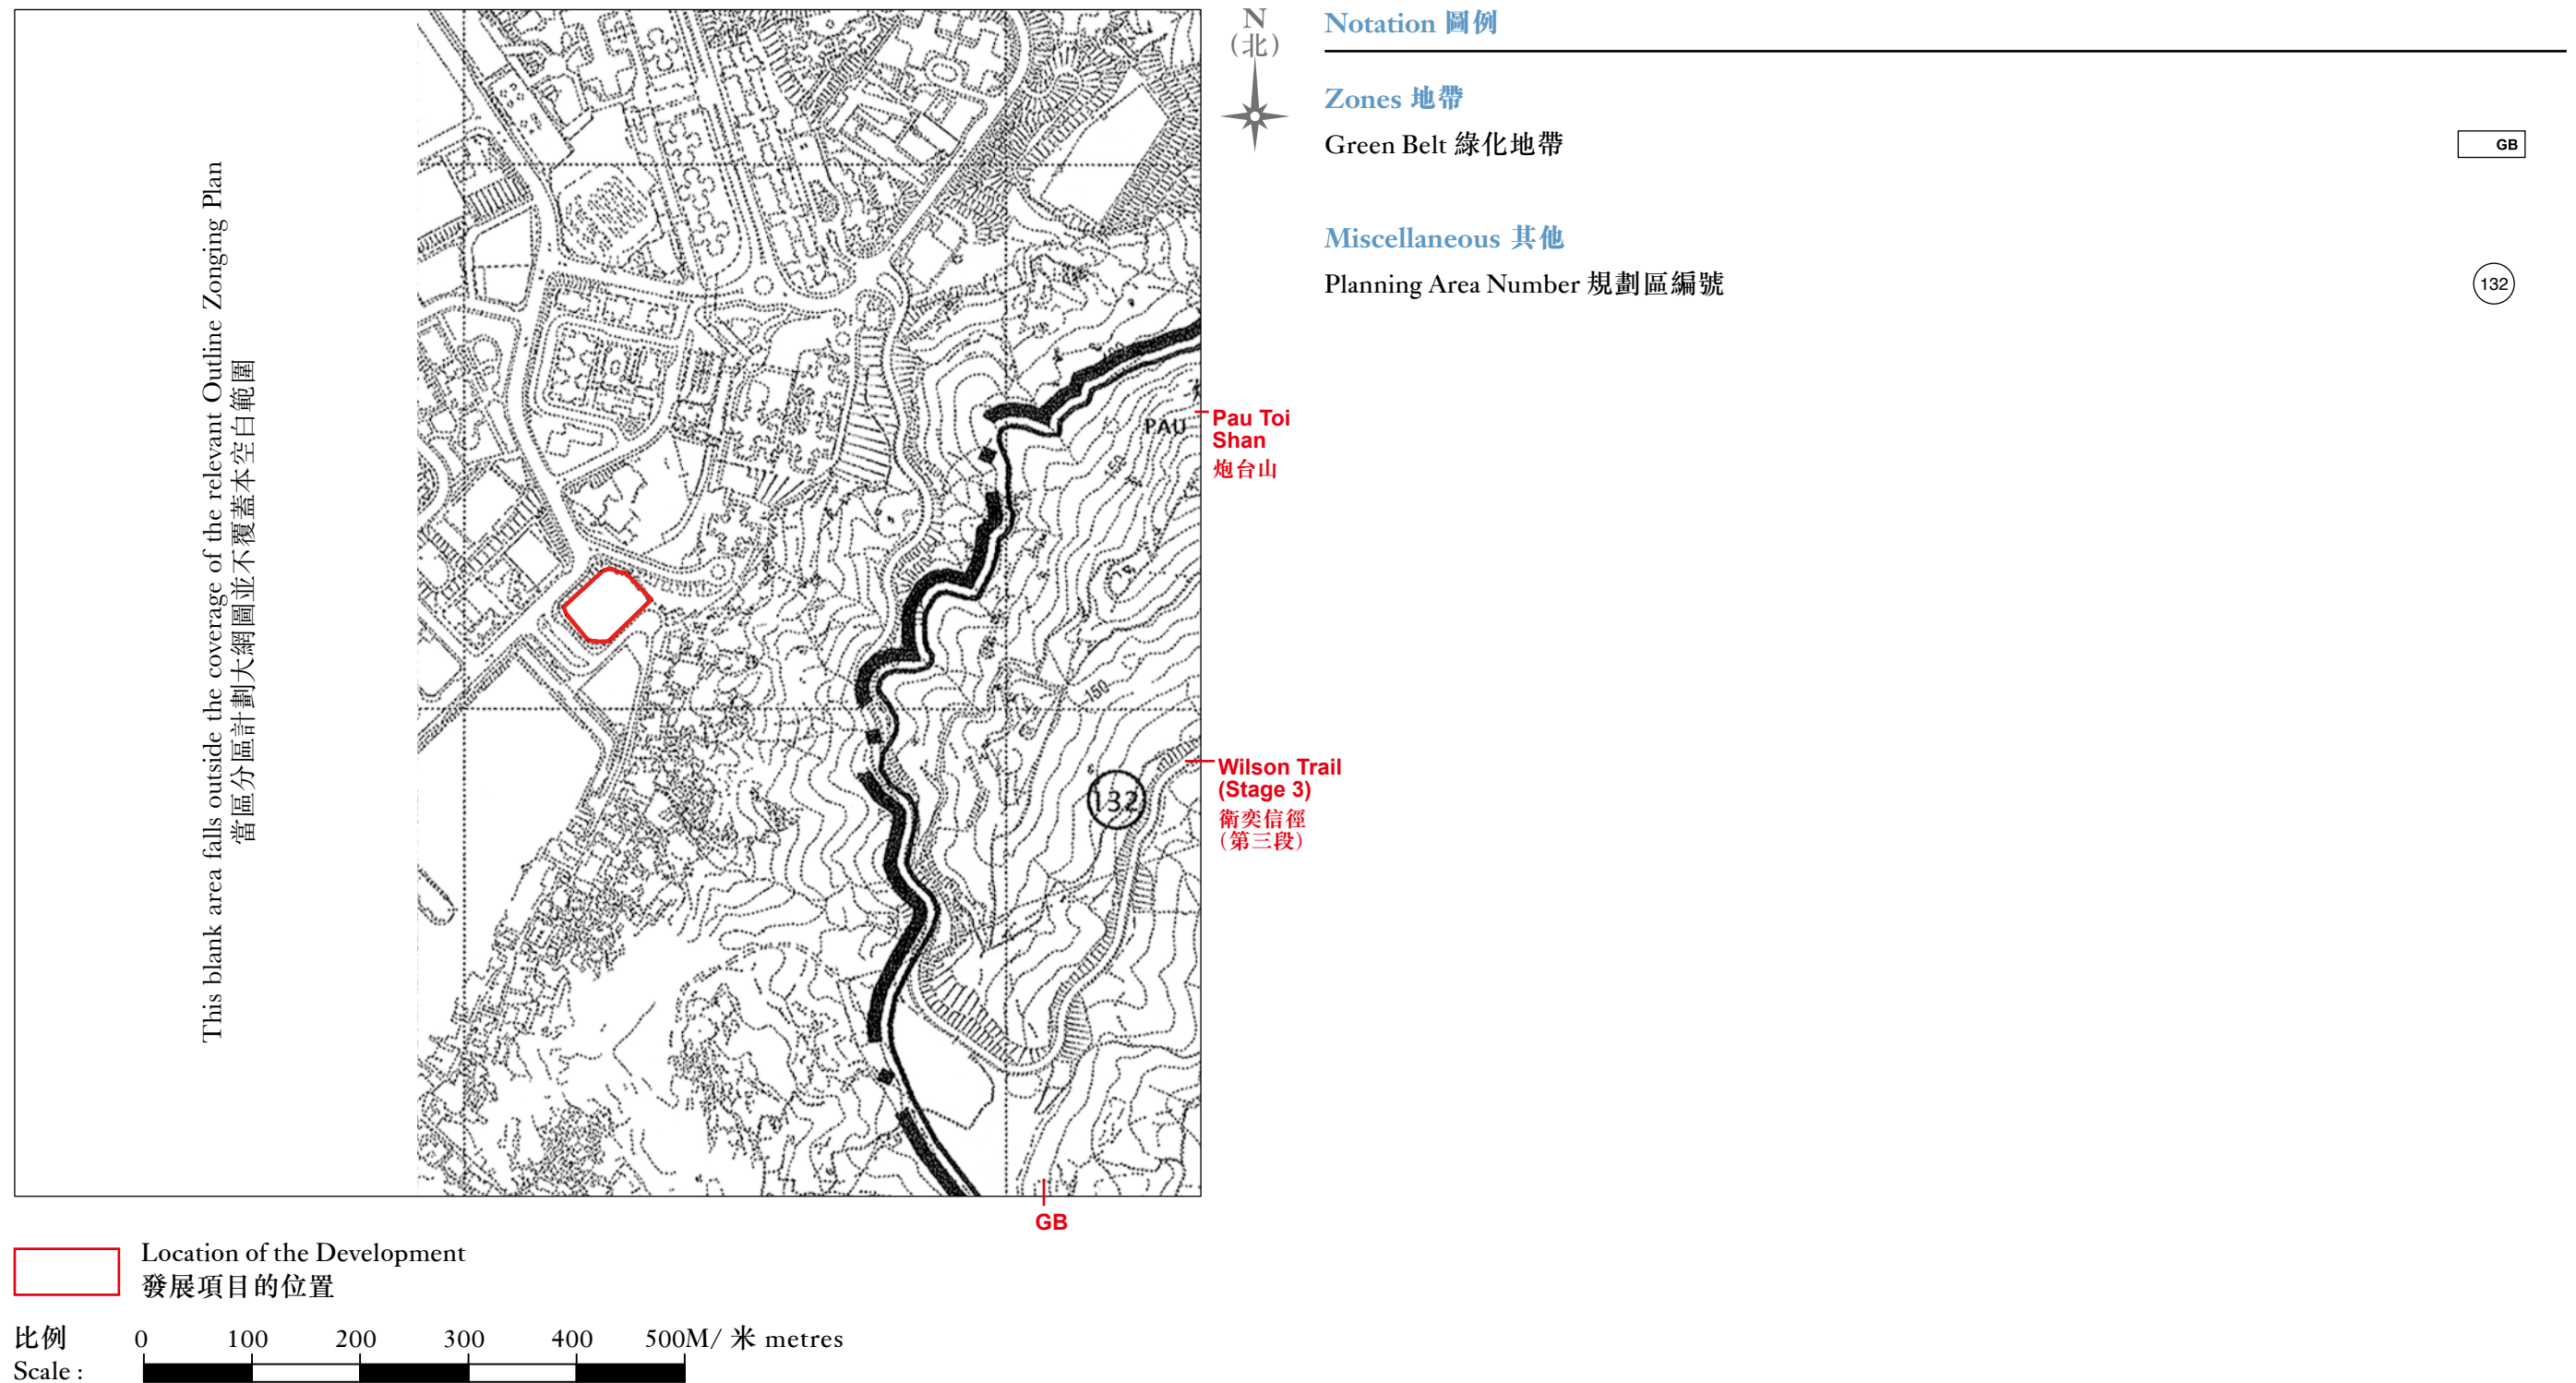 This blank area falls outside the coverage of the relevant Outline Zonging Plan
當區分區計劃大網圖並不覆蓋本空白範圍
N
(北)
PAU
150
150
132
Pau Toi
Shan
炮台山
Wilson Trail
(Stage 3)
衛奕信徑
(第三段)
GB
Notation 圖例
Zones 地帶
Green Belt 綠化地帶
GB
Miscellaneous 其他
Planning Area Number 規劃區編號
132
Location of the Development
發展項目的位置
比例 0 100 200 300 400 500M/ 米 metres
Scale :